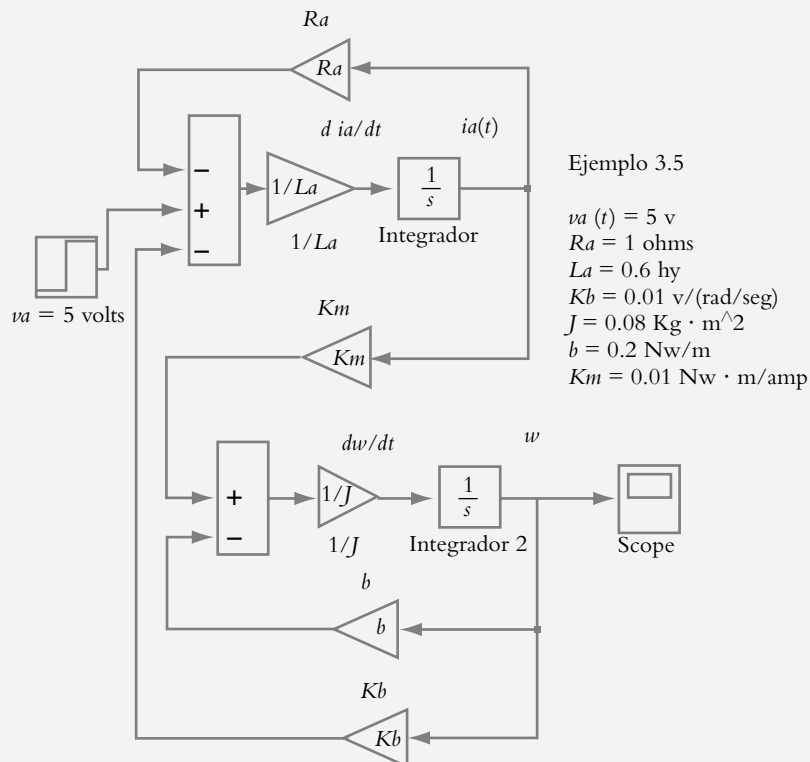 Ra
Ra
d ia/dt
ia(t)
−
+
−
1/La
1/s
Integrador
1/La
va = 5 volts
Ejemplo 3.5
va (t) = 5 v
Ra = 1 ohms
La = 0.6 hy
Kb = 0.01 v/(rad/seg)
J = 0.08 Kg · m^2
b = 0.2 Nw/m
Km = 0.01 Nw · m/amp
Km
Km
dw/dt
w
+
−
1/J
1/s
1/J
Integrador 2
Scope
b
b
Kb
Kb